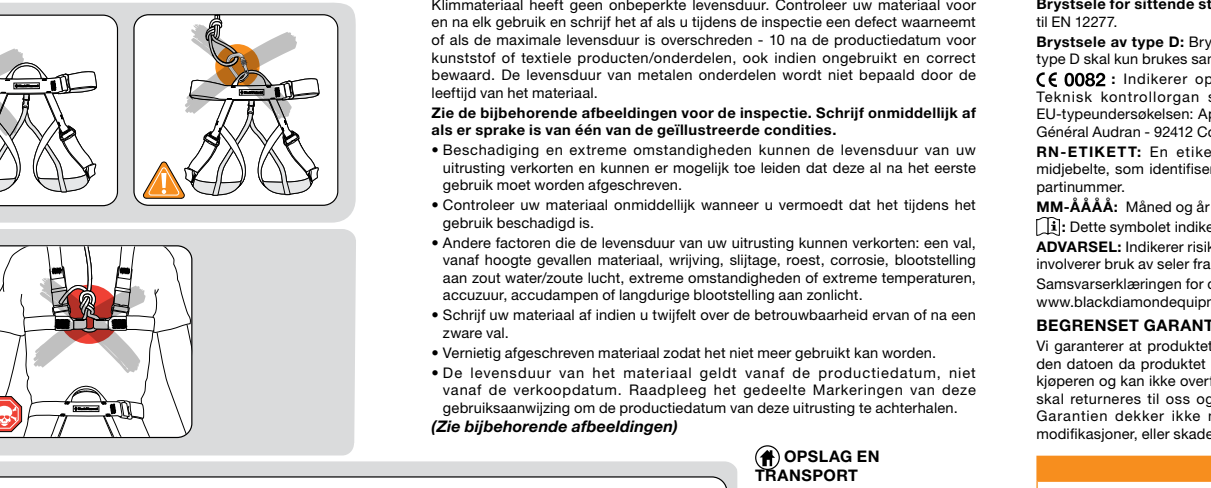 Klimmateriaal heeft geen onbeperkte levensduur. Controleer uw materiaal voor
en na elk gebruik en schrijf het af als u tijdens de inspectie een defect waarneemt
of als de maximale levensduur is overschreden - 10 na de productiedatum voor
kunststof of textiele producten/onderdelen, ook indien ongebruikt en correct
bewaard. De levensduur van metalen onderdelen wordt niet bepaald door de
leeftijd van het materiaal.
Zie de bijbehorende afbeeldingen voor de inspectie. Schrijf onmiddellijk af
als er sprake is van één van de geïllustreerde condities.
• Beschadiging en extreme omstandigheden kunnen de levensduur van uw
uitrusting verkorten en kunnen er mogelijk toe leiden dat deze al na het eerste
gebruik moet worden afgeschreven.
• Controleer uw materiaal onmiddellijk wanneer u vermoedt dat het tijdens het
gebruik beschadigd is.
• Andere factoren die de levensduur van uw uitrusting kunnen verkorten: een val,
vanaf hoogte gevallen materiaal, wrijving, slijtage, roest, corrosie, blootstelling
aan zout water/zoute lucht, extreme omstandigheden of extreme temperaturen,
accuzuur, accudampen of langdurige blootstelling aan zonlicht.
• Schrijf uw materiaal af indien u twijfelt over de betrouwbaarheid ervan of na een
zware val.
• Vernietig afgeschreven materiaal zodat het niet meer gebruikt kan worden.
• De levensduur van het materiaal geldt vanaf de productiedatum, niet
vanaf de verkoopdatum. Raadpleeg het gedeelte Markeringen van deze
gebruiksaanwijzing om de productiedatum van deze uitrusting te achterhalen.
(Zie bijbehorende afbeeldingen)
OPSLAG EN
TRANSPORT
Brystsele for sittende
til EN 12277.
Brystsele av type D:
type D skal kun brukes
CE 0082 : Indikerer
Teknisk kontrollorgan
EU-typeundersøkelsen:
Général Audran - 92412
RN-ETIKETT: En
midjebelte, som
partinummer.
MM-ÅÅÅÅ: Måned og år
: Dette symbolet
ADVARSEL: Indikerer
involverer bruk av seler
Samsvarserklæringen for
BEGRENSET
Vi garanterer at produktet
den datoen da produktet
kjøperen og kan ikke
skal returneres til oss og
Garantien dekker ikke
modifikasjoner, eller